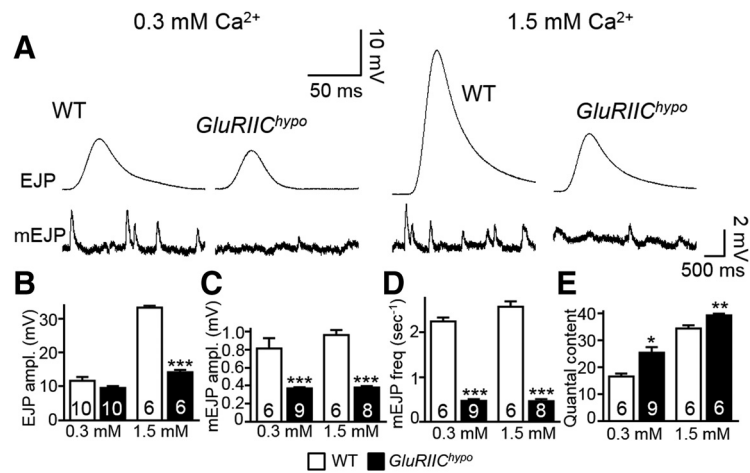 0.3 mM Ca2+ 1.5 mM Ca2+
A
10 mV
50 ms
WT
GluRIIChypo
WT
GluRIIChypo
EJP
mEJP
2 mV
500 ms
B
EJP ampl. (mV)
30
20
10
0
10 10 6 6
***
0.3 mM 1.5 mM
C
mEJP ampl. (mV)
1.0
0.8
0.6
0.4
0.2
0
6 9 6 8
*** ***
0.3 mM 1.5 mM
D
mEJP freq (sec-1)
2
1
0
6 9 6 8
*** ***
0.3 mM 1.5 mM
E
Quantal content
40
30
20
10
0
6 9 6 6
* **
0.3 mM 1.5 mM
WT GluRIIChypo